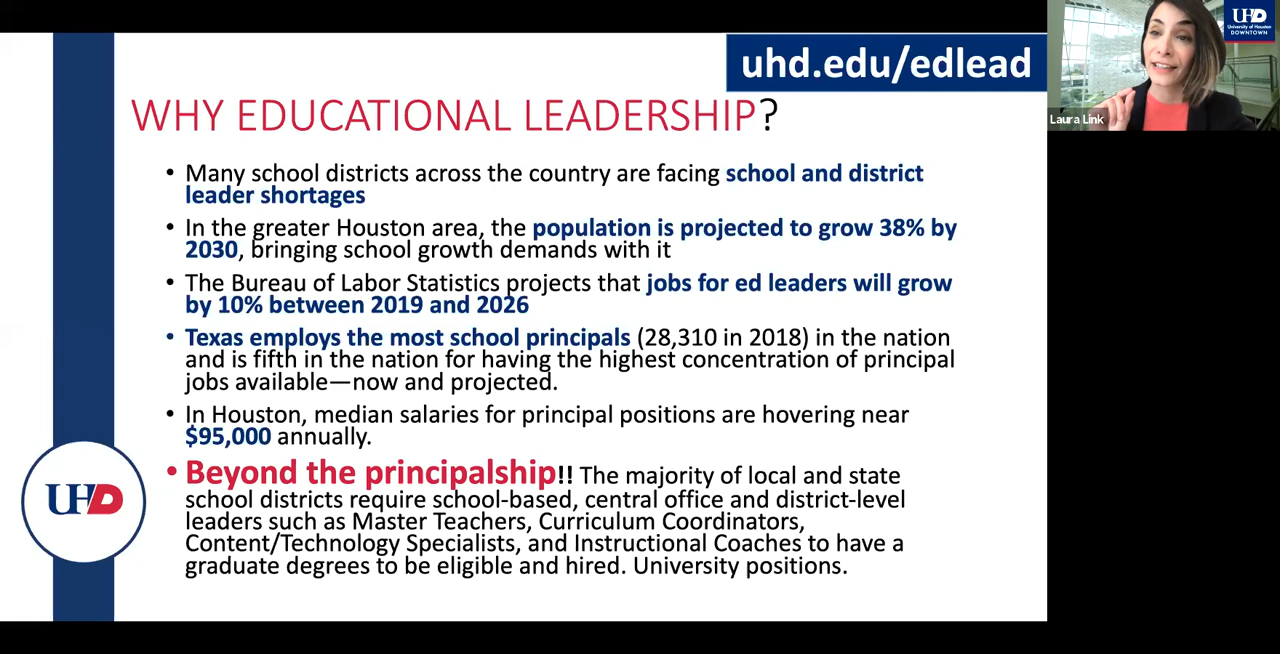 uhd.edu/edlead
UHD
University of Houston
DOWNTOWN
Laura Link
WHY EDUCATIONAL LEADERSHIP?
• Many school districts across the country are facing school and district
leader shortages
• In the greater Houston area, the population is projected to grow 38% by
2030, bringing school growth demands with it
• The Bureau of Labor Statistics projects that jobs for ed leaders will grow
by 10% between 2019 and 2026
• Texas employs the most school principals (28,310 in 2018) in the nation
and is fifth in the nation for having the highest concentration of principal
jobs available—now and projected.
• In Houston, median salaries for principal positions are hovering near
$95,000 annually.
• Beyond the principalship!! The majority of local and state
school districts require school-based, central office and district-level
leaders such as Master Teachers, Curriculum Coordinators,
Content/Technology Specialists, and Instructional Coaches to have a
graduate degrees to be eligible and hired. University positions.
UHD